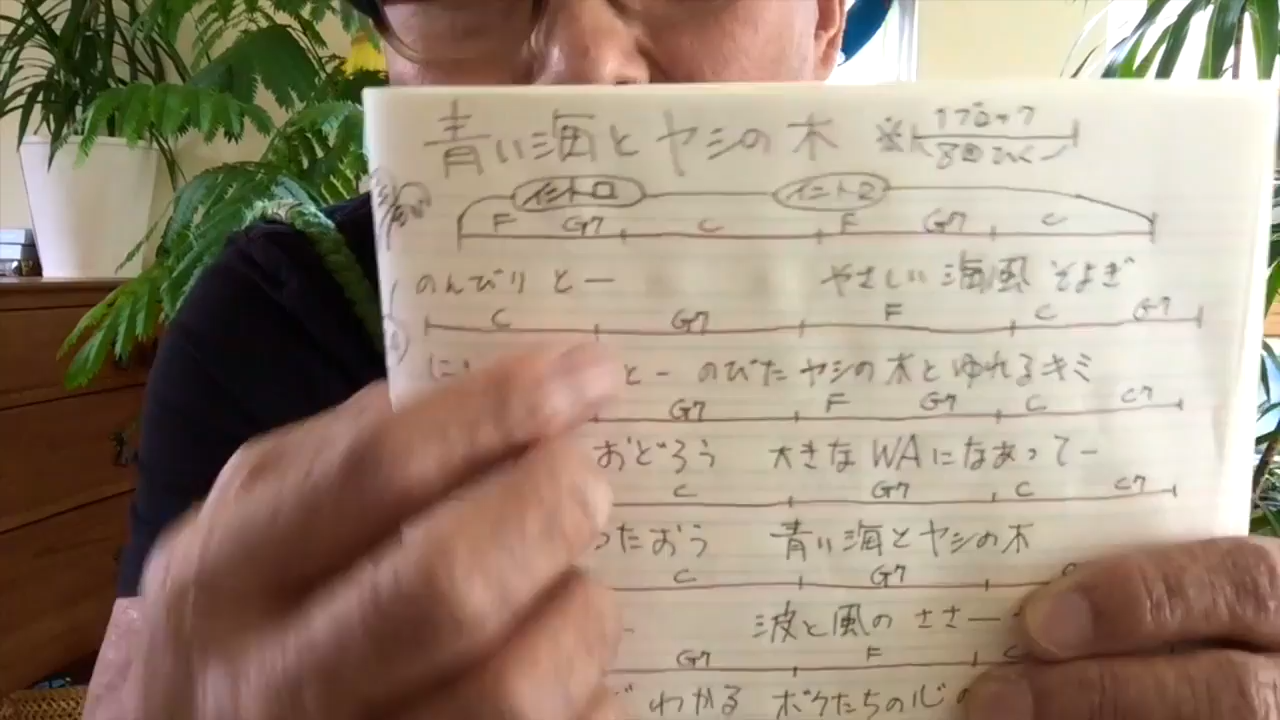 青い海とヤシの木 ※ 1ブロック
8回ひく
イントロ イントロ
F G7 C F G7 C
のんびり とー やさしい 海風 そよぎ
C G7 F C G7
とー のびた ヤシの木と ゆれるキミ
G7 F G7 C C7
おどろう 大きな WAになあってー
C G7 C C7
ったおう 青い海とヤシの木
C G7
波と風の ささー
G7 F C
わかる ボクたちの心の